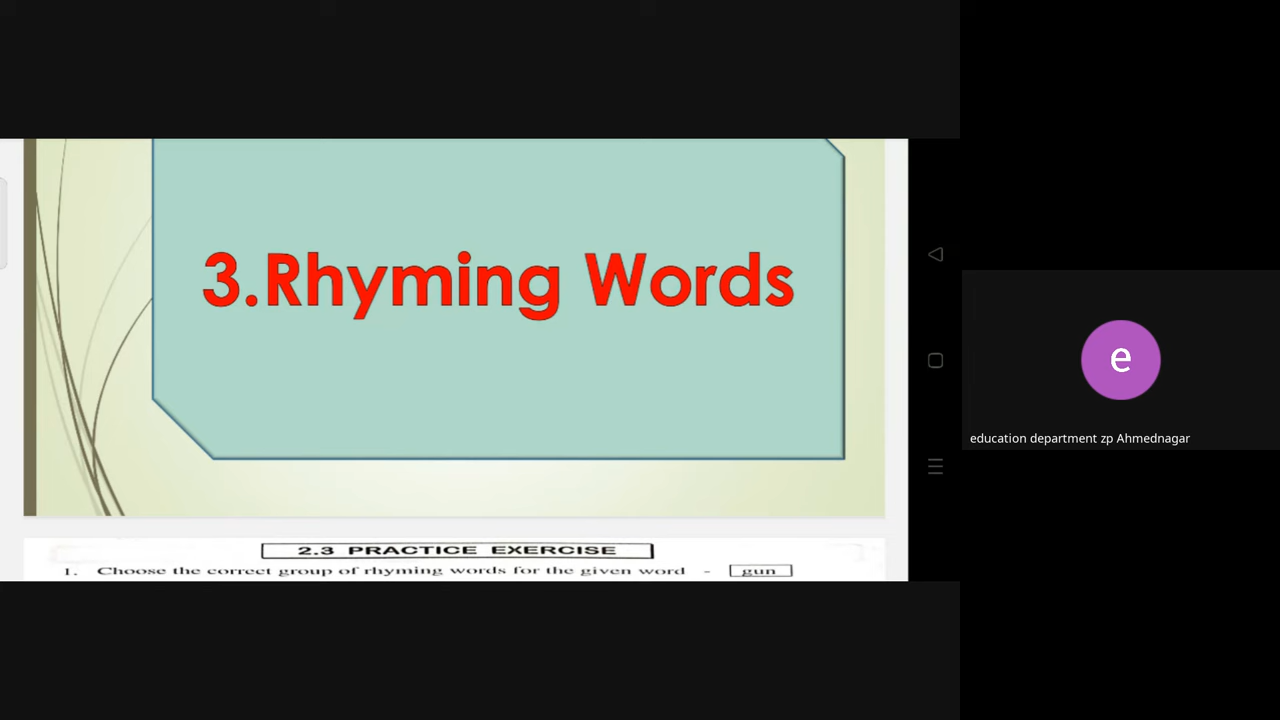 3.Rhyming Words
2.3 PRACTICE EXERCISE
1. Choose the correct group of rhyming words for the given word - gun
e
education department zp Ahmednagar